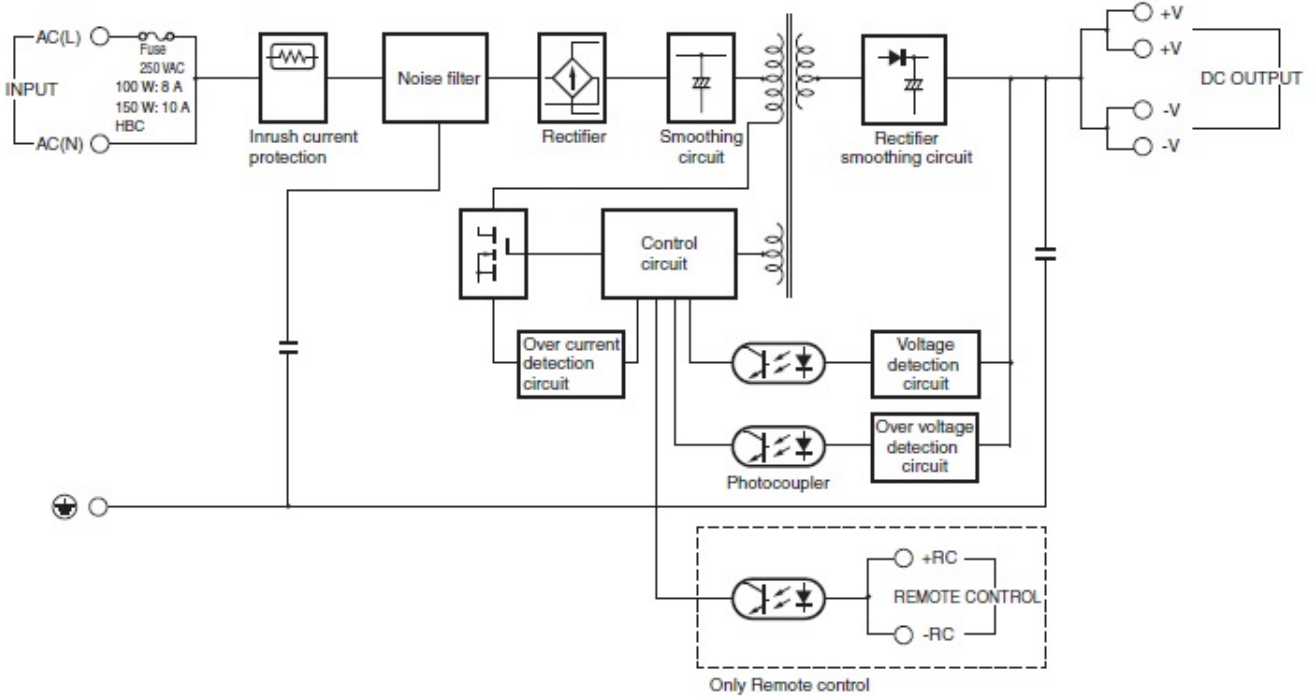 AC(L)
Fuse
250 VAC
100 W: 8 A
150 W: 10 A
HBC
INPUT
AC(N)
Inrush current
protection
Noise filter
Rectifier
Smoothing
circuit
Rectifier
smoothing circuit
+V
+V
DC OUTPUT
-V
-V
Control
circuit
Over current
detection
circuit
Voltage
detection
circuit
Over voltage
detection
circuit
Photocoupler
+RC
REMOTE CONTROL
-RC
Only Remote control